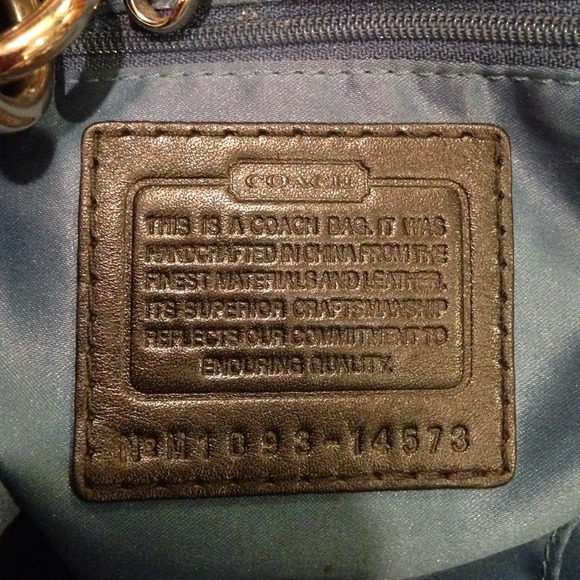 COACH
THIS IS A COACH BAG. IT WAS
HANDCRAFTED IN CHINA FROM THE
FINEST MATERIALS AND LEATHER.
ITS SUPERIOR CRAFTSMANSHIP
REFLECTS OUR COMMITMENT TO
ENDURING QUALITY.
Nº M1093-14573